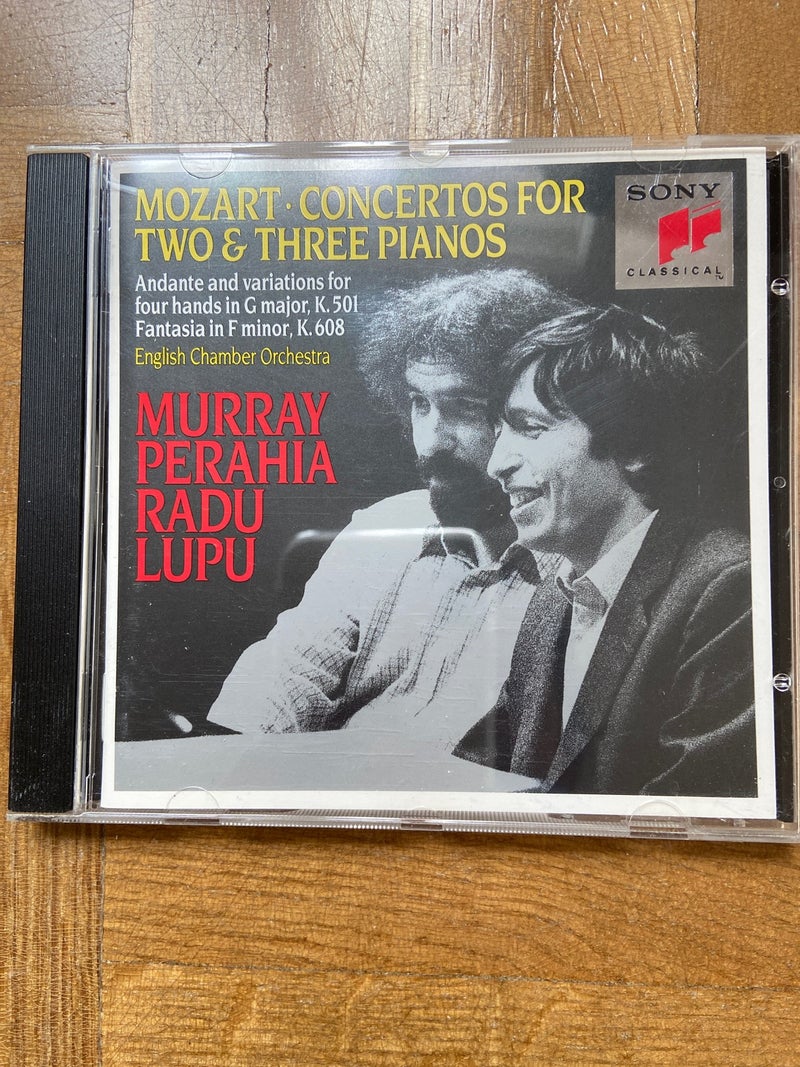 MOZART · CONCERTOS FOR
TWO & THREE PIANOS
Andante and variations for
four hands in G major, K. 501
Fantasia in F minor, K. 608
English Chamber Orchestra
MURRAY
PERAHIA
RADU
LUPU
SONY
CLASSICAL™